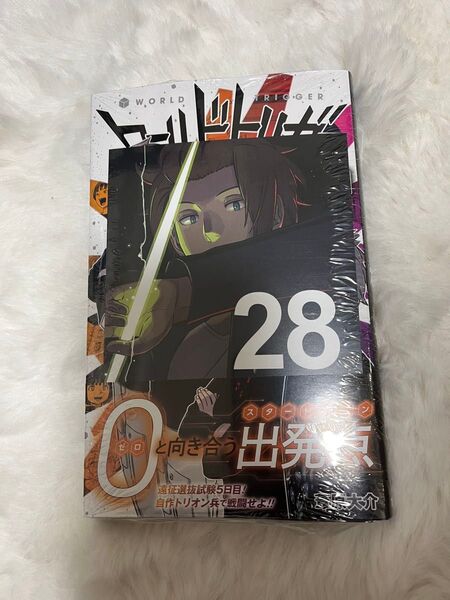 WORLD TRIGGER
ワールドトリガー
28
スタートライン
0と向き合う出発点
ゼロ
遠征選抜試験5日目!
自作トリオン兵で戦闘せよ!!
大介